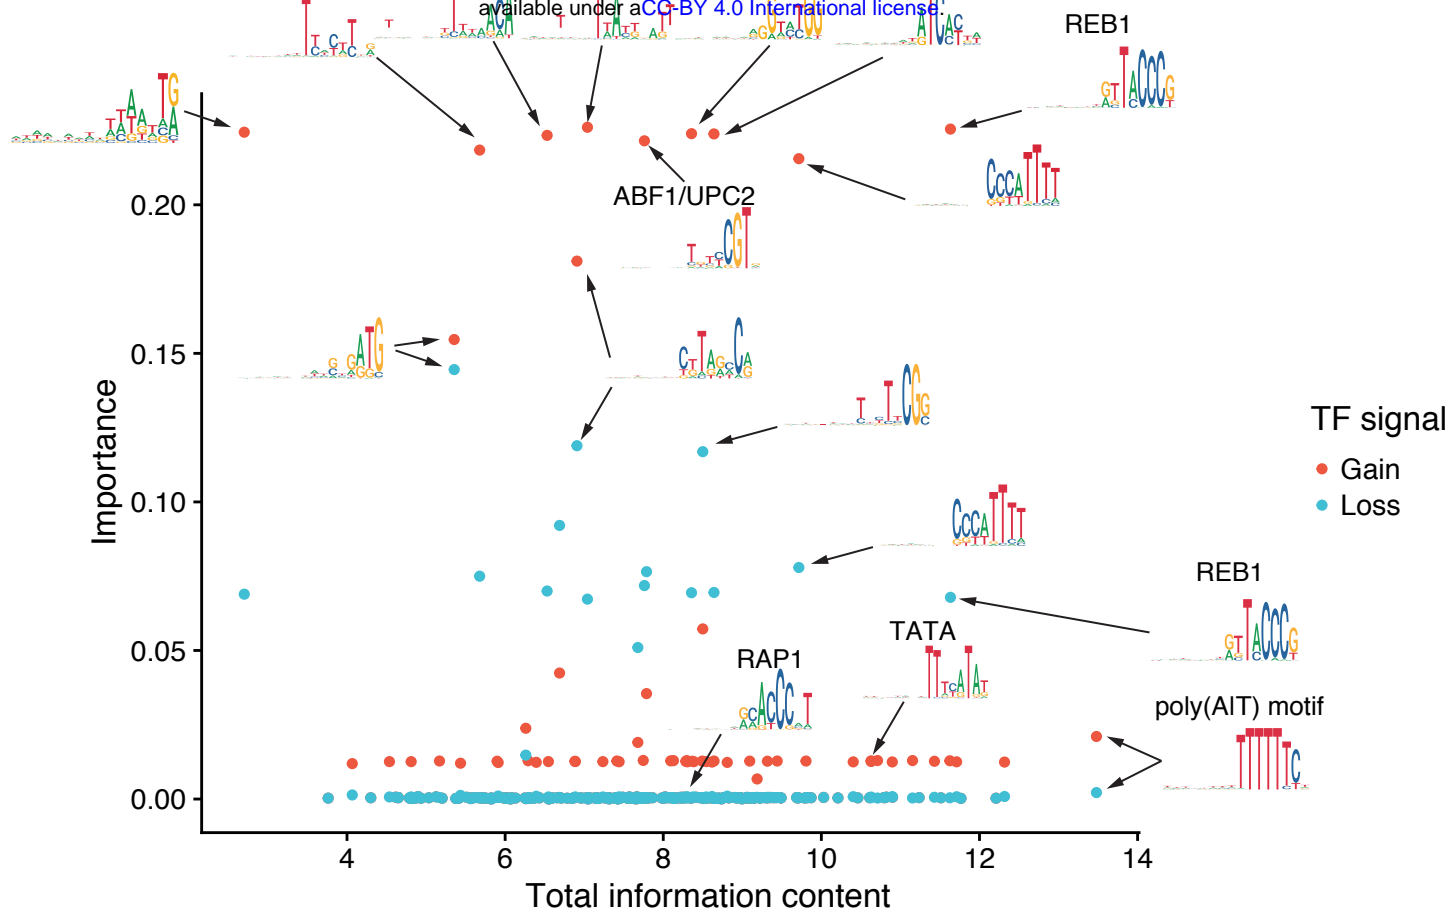 available under aCC-BY 4.0 International license.
REB1
ABF1/UPC2
0.20
0.15
0.10
0.05
0.00
Importance
REB1
TATA
RAP1
poly(A|T) motif
TF signal
Gain
Loss
4 6 8 10 12 14
Total information content